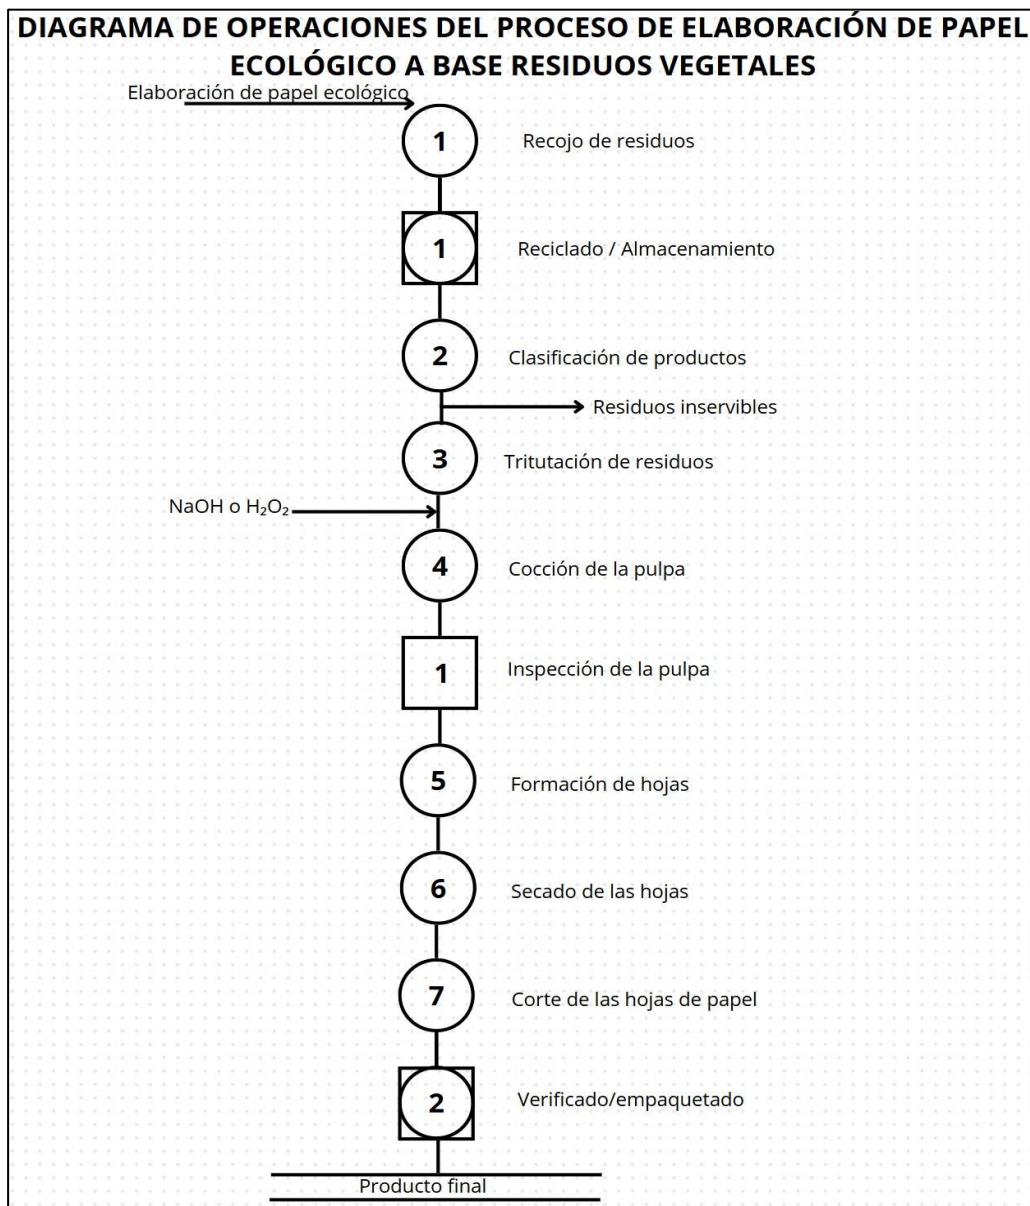 DIAGRAMA DE OPERACIONES DEL PROCESO DE ELABORACIÓN DE PAPEL
ECOLÓGICO A BASE RESIDUOS VEGETALES
Elaboración de papel ecológico
1
Recojo de residuos
1
Reciclado / Almacenamiento
2
Clasificación de productos
Residuos inservibles
3
Tritutación de residuos
NaOH o H₂O₂
4
Cocción de la pulpa
1
Inspección de la pulpa
5
Formación de hojas
6
Secado de las hojas
7
Corte de las hojas de papel
2
Verificado/empaquetado
Producto final